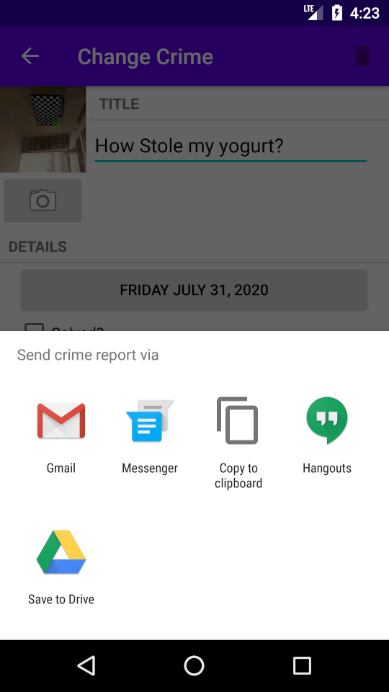 LTE 4:23
Change Crime
TITLE
How Stole my yogurt?
DETAILS
FRIDAY JULY 31, 2020
Solved?
Send crime report via
Gmail
Messenger
Copy to
clipboard
Hangouts
Save to Drive